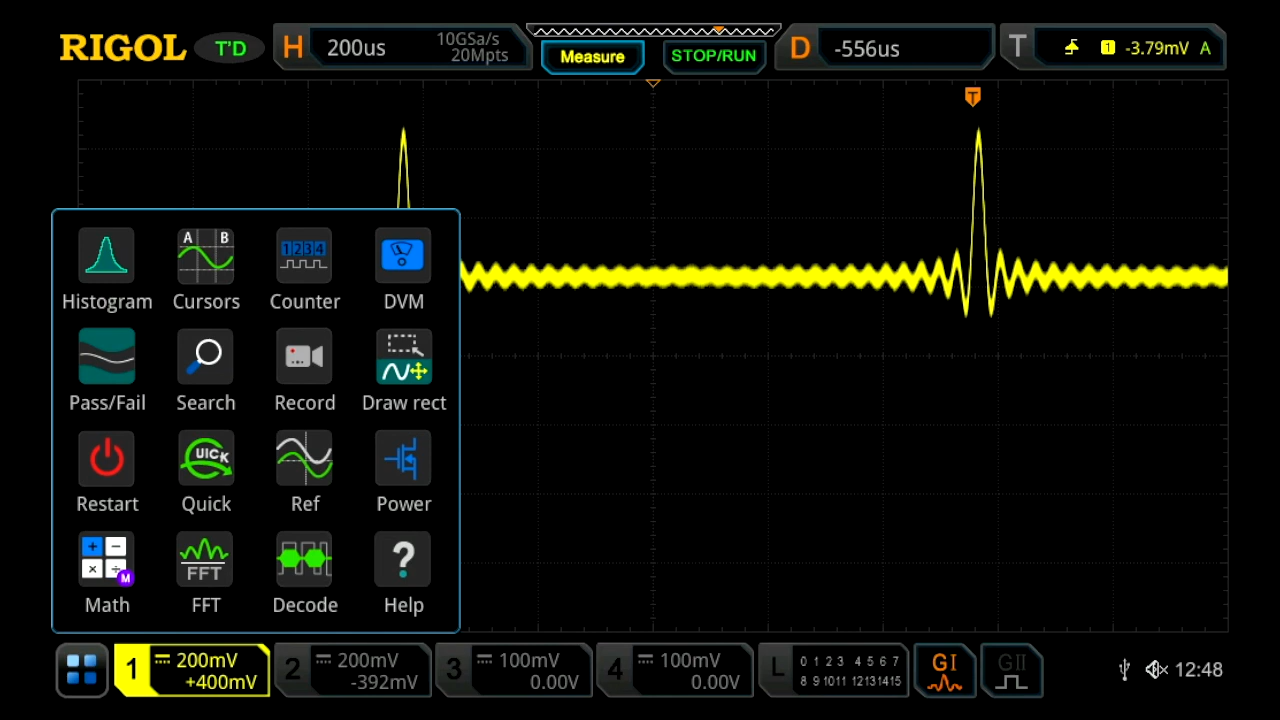 RIGOL T'D H 200us 10GSa/s 20Mpts Measure STOP/RUN D -556us T 1 -3.79mV A
T
A B 1234
Histogram Cursors Counter DVM
Pass/Fail Search Record Draw rect
UICK
Restart Quick Ref Power
+ − × ÷ M FFT ?
Math FFT Decode Help
1 200mV +400mV 2 200mV -392mV 3 100mV 0.00V 4 100mV 0.00V L 0 1 2 3 4 5 6 7 8 9 10 11 12 13 14 15 GI GII 12:48